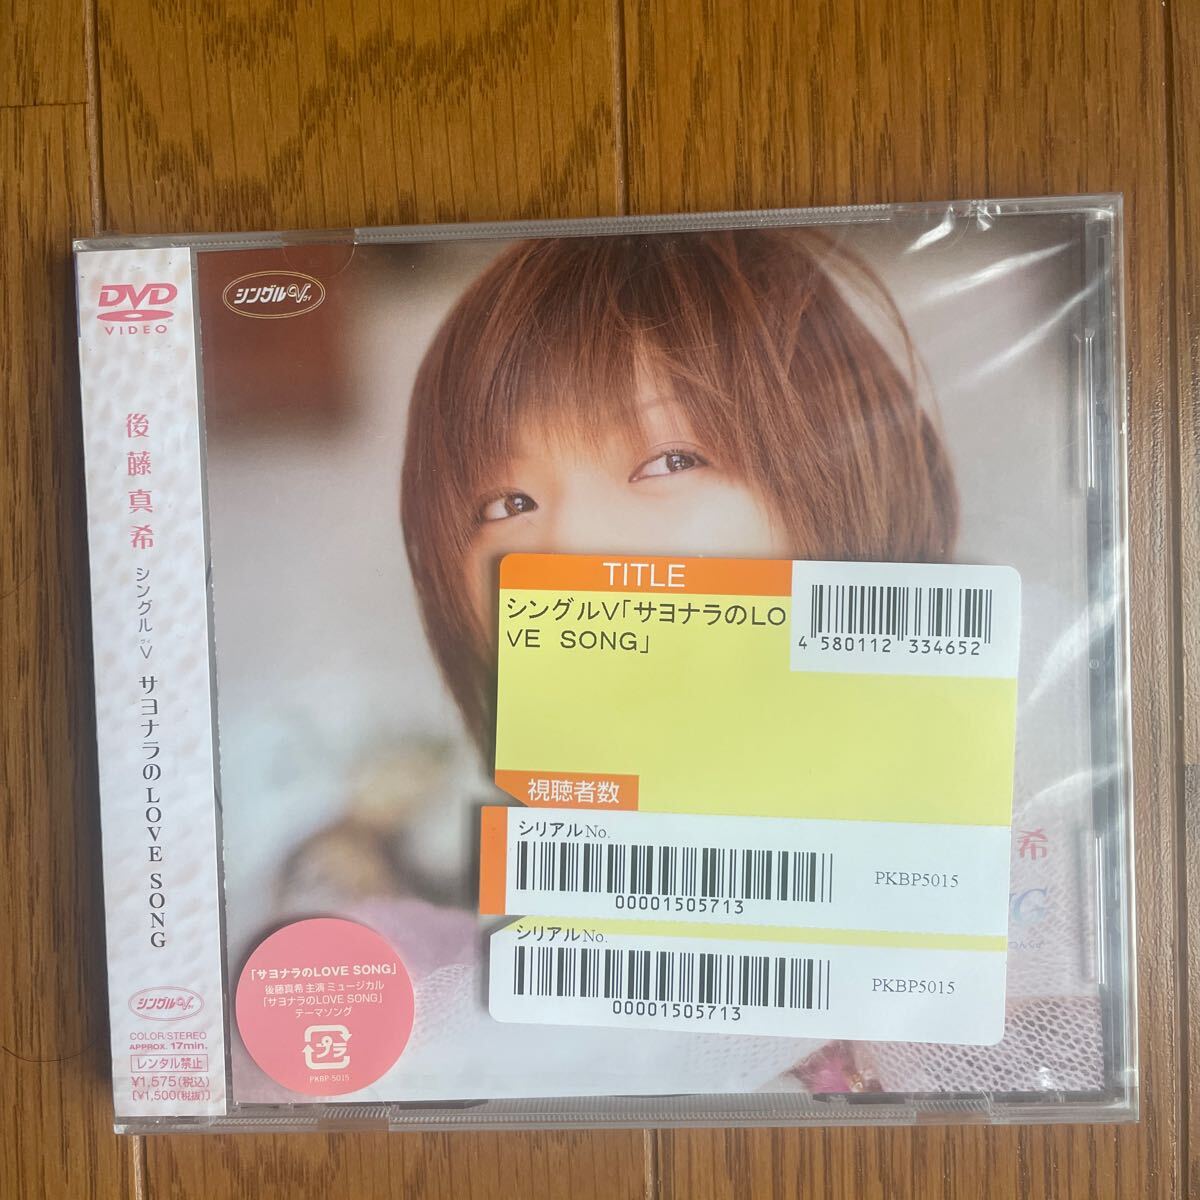 DVD
VIDEO
後藤真希
シングルV
ヴイ
サヨナラのLOVE SONG
シングルV
COLOR/STEREO
APPROX. 17min.
レンタル禁止
¥1,575(税込)
[¥1,500(税抜)]
シングルV
ヴイ
TITLE
シングルV「サヨナラのLO
VE SONG」
4 580112 334652
視聴者数
シリアルNo.
00001505713
PKBP5015
シリアルNo.
00001505713
PKBP5015
希
G
「サヨナラのLOVE SONG」
後藤真希 主演 ミュージカル
「サヨナラのLOVE SONG」
テーマソング
プラ
PKBP-5015